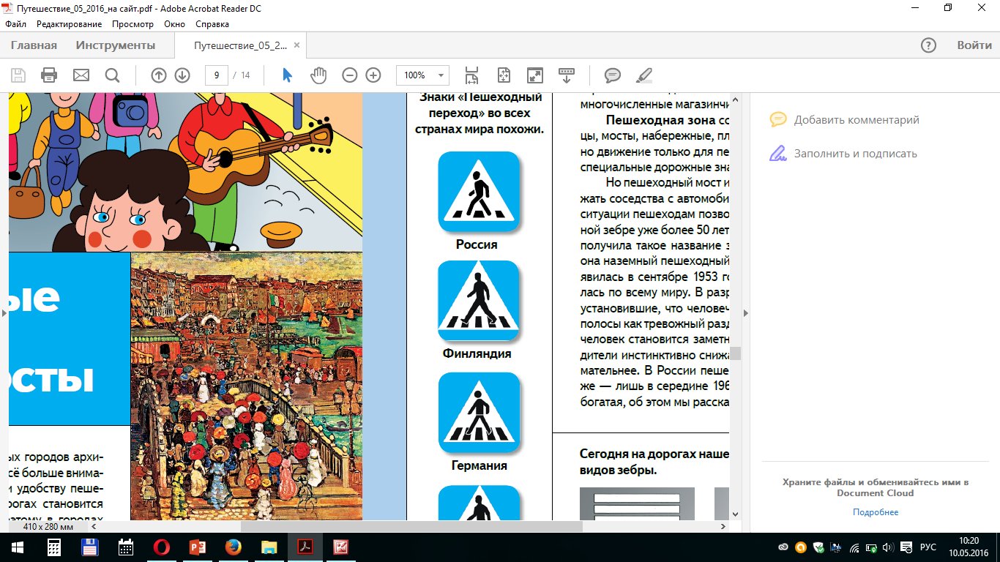 Путешествие_05_2016_на сайт.pdf - Adobe Acrobat Reader DC
Файл Редактирование Просмотр Окно Справка
Главная Инструменты Путешествие_05_2... × ? Войти
9 / 14 100%
Добавить комментарий
Заполнить и подписать
Храните файлы и обменивайтесь ими в
Document Cloud
Подробнее
Знаки «Пешеходный
переход» во всех
странах мира похожи.
Россия
Финляндия
Германия
многочисленные магазинчи
Пешеходная зона со
цы, мосты, набережные, пл
но движение только для пе
специальные дорожные зна
Но пешеходный мост и
жать соседства с автомоби
ситуации пешеходам позво
ной зебре уже более 50 лет
получила такое название з
она наземный пешеходный
явилась в сентябре 1953 го
лась по всему миру. В разр
установившие, что человеч
полосы как тревожный разд
человек становится заметн
дители инстинктивно снижа
мательнее. В России пеше
же — лишь в середине 196
богатая, об этом мы расска
Сегодня на дорогах наше
видов зебры.
ые
осты
ых городов архи-
сё больше внима-
и удобству пеше-
рогах становится
410 x 280 мм
РУС
10:20
10.05.2016